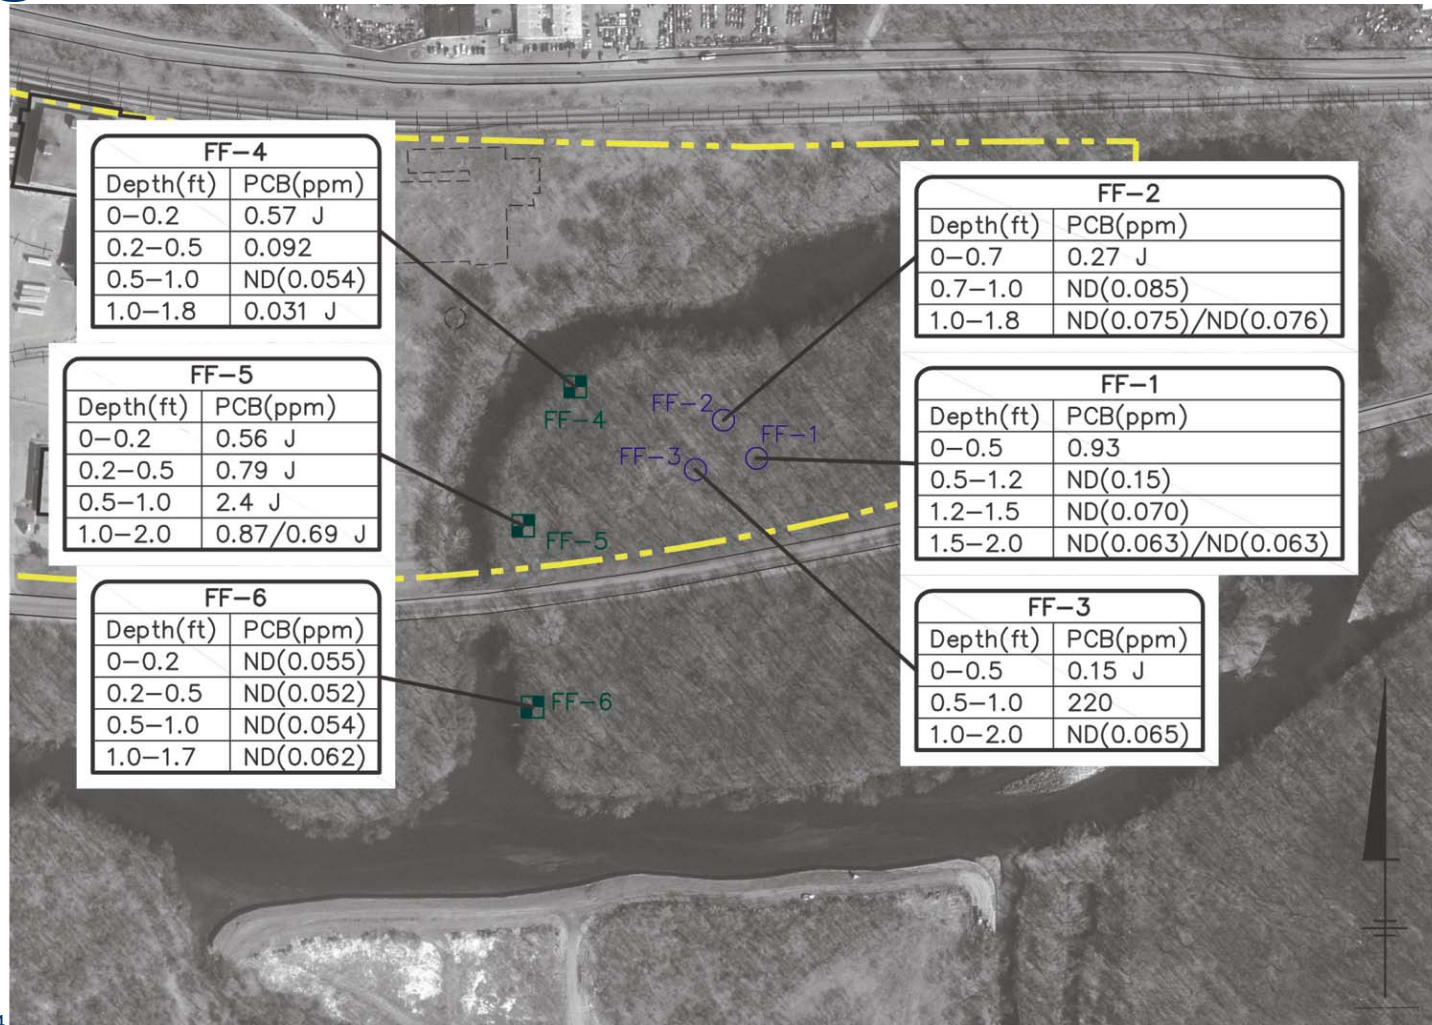 FF-4
Depth(ft) PCB(ppm)
0-0.2 0.57 J
0.2-0.5 0.092
0.5-1.0 ND(0.054)
1.0-1.8 0.031 J
FF-2
Depth(ft) PCB(ppm)
0-0.7 0.27 J
0.7-1.0 ND(0.085)
1.0-1.8 ND(0.075)/ND(0.076)
FF-5
Depth(ft) PCB(ppm)
0-0.2 0.56 J
0.2-0.5 0.79 J
0.5-1.0 2.4 J
1.0-2.0 0.87/0.69 J
FF-1
Depth(ft) PCB(ppm)
0-0.5 0.93
0.5-1.2 ND(0.15)
1.2-1.5 ND(0.070)
1.5-2.0 ND(0.063)/ND(0.063)
FF-4
FF-2
FF-1
FF-3
FF-5
FF-6
Depth(ft) PCB(ppm)
0-0.2 ND(0.055)
0.2-0.5 ND(0.052)
0.5-1.0 ND(0.054)
1.0-1.7 ND(0.062)
FF-3
Depth(ft) PCB(ppm)
0-0.5 0.15 J
0.5-1.0 220
1.0-2.0 ND(0.065)
FF-6